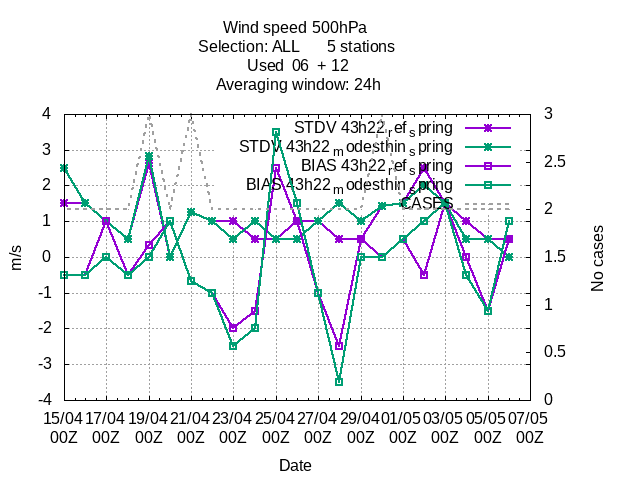 Wind speed 500hPa
Selection: ALL 5 stations
Used 06 + 12
Averaging window: 24h
STDV 43h22_ref_spring
STDV 43h22_modesthin_spring
BIAS 43h22_ref_spring
BIAS 43h22_modesthin_spring
CASES
4
3
2
1
0
-1
-2
-3
-4
m/s
3
2.5
2
1.5
1
0.5
0
No cases
15/04 17/04 19/04 21/04 23/04 25/04 27/04 29/04 01/05 03/05 05/05 07/05
00Z 00Z 00Z 00Z 00Z 00Z 00Z 00Z 00Z 00Z 00Z 00Z
Date